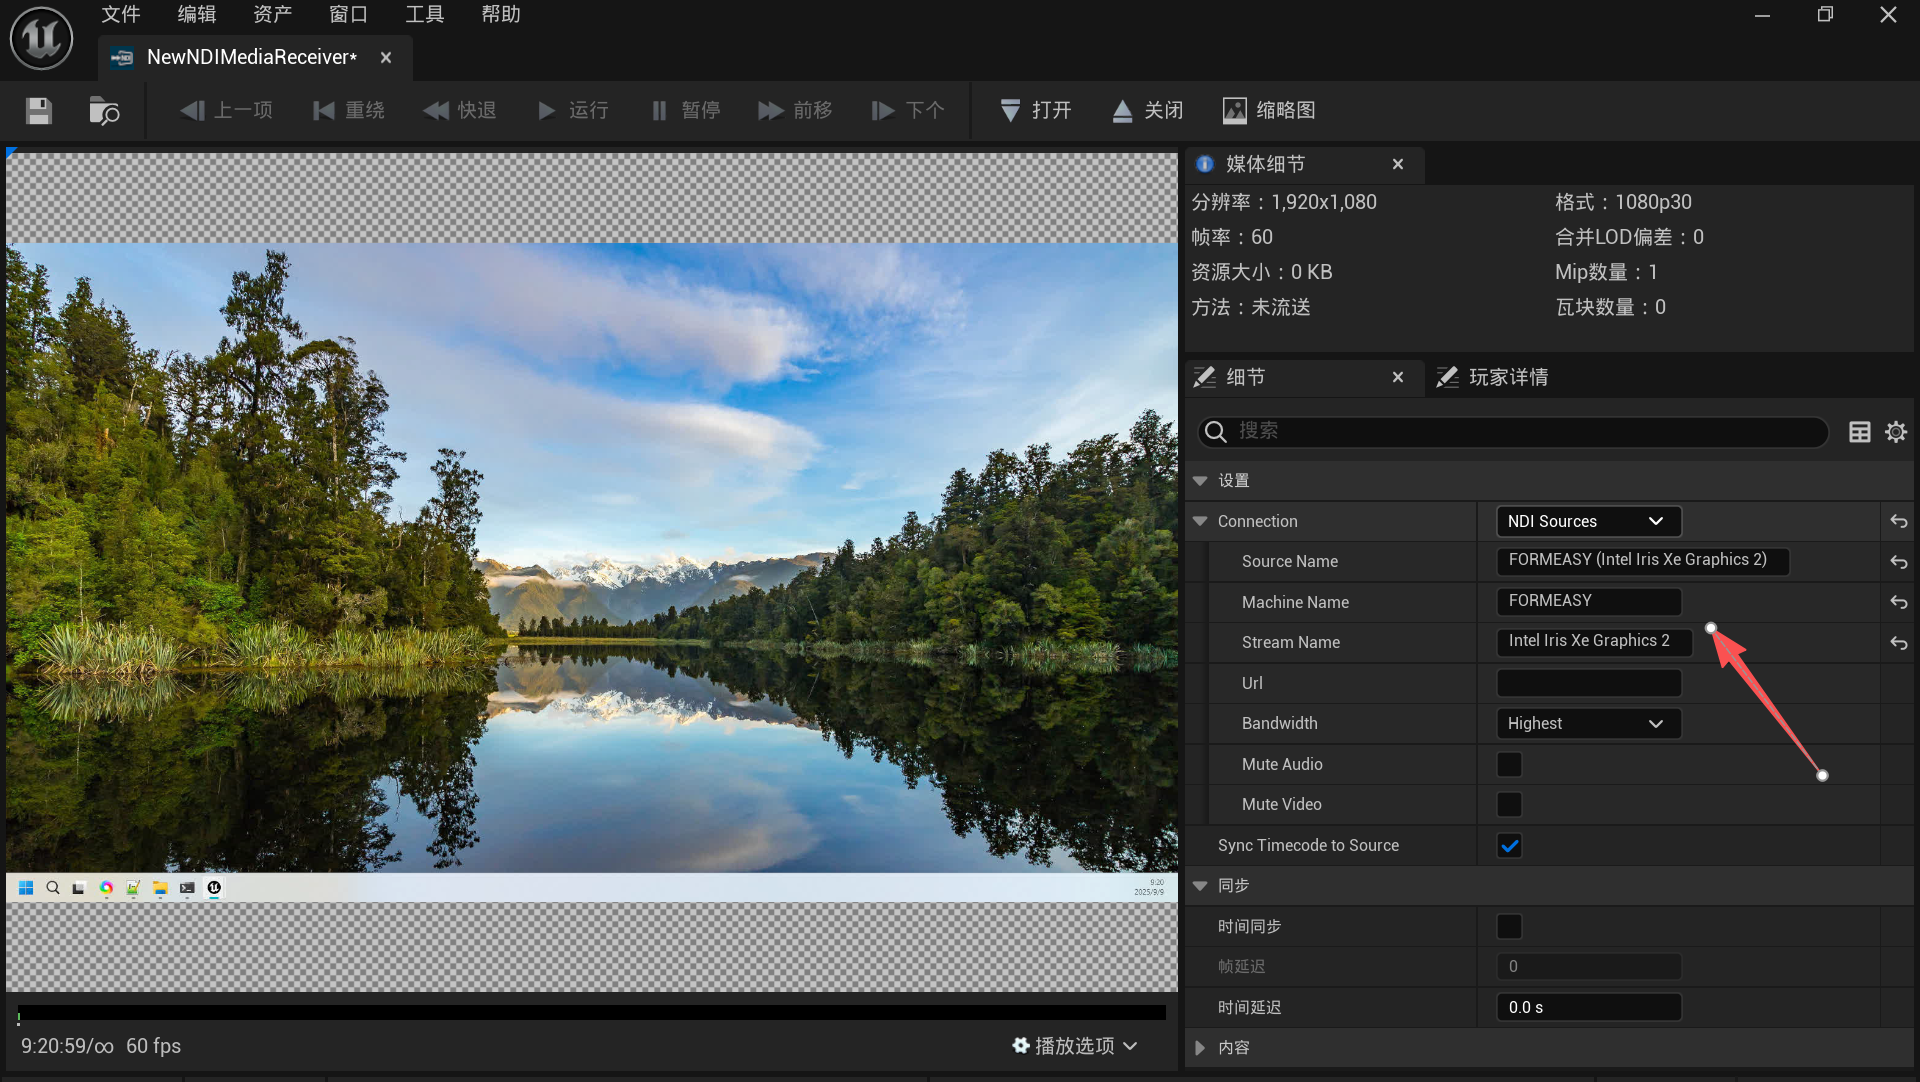 文件 编辑 资产 窗口 工具 帮助
NewNDIMediaReceiver*
上一项 重绕 快退 运行 暂停 前移 下个 打开 关闭 缩略图
媒体细节
分辨率：1,920x1,080 格式：1080p30
帧率：60 合并LOD偏差：0
资源大小：0 KB Mip数量：1
方法：未流送 瓦块数量：0
细节 玩家详情
搜索
设置
Connection NDI Sources
Source Name FORMEASY (Intel Iris Xe Graphics 2)
Machine Name FORMEASY
Stream Name Intel Iris Xe Graphics 2
Url
Bandwidth Highest
Mute Audio
Mute Video
Sync Timecode to Source
同步
时间同步
帧延迟 0
时间延迟 0.0 s
内容
9:20
2025/9/9
9:20:59/∞ 60 fps 播放选项